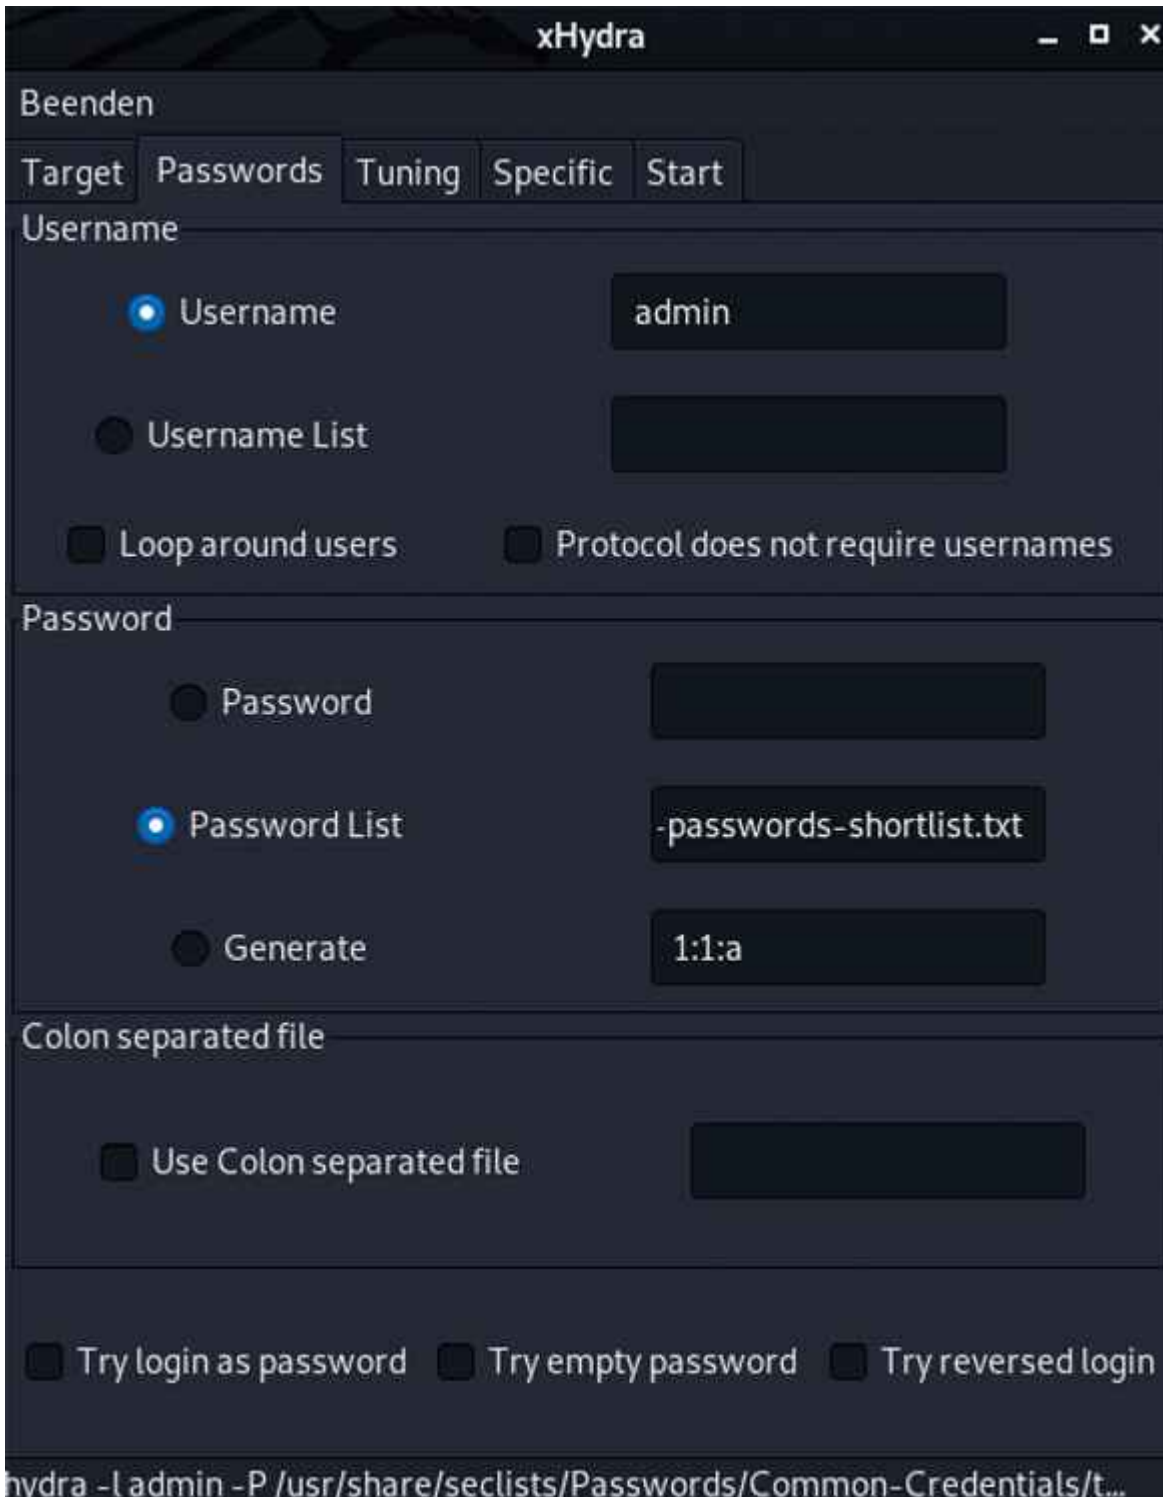 xHydra
Beenden
Target Passwords Tuning Specific Start
Username
Username admin
Username List
Loop around users Protocol does not require usernames
Password
Password
Password List -passwords-shortlist.txt
Generate 1:1:a
Colon separated file
Use Colon separated file
Try login as password Try empty password Try reversed login
hydra -l admin -P /usr/share/seclists/Passwords/Common-Credentials/t...